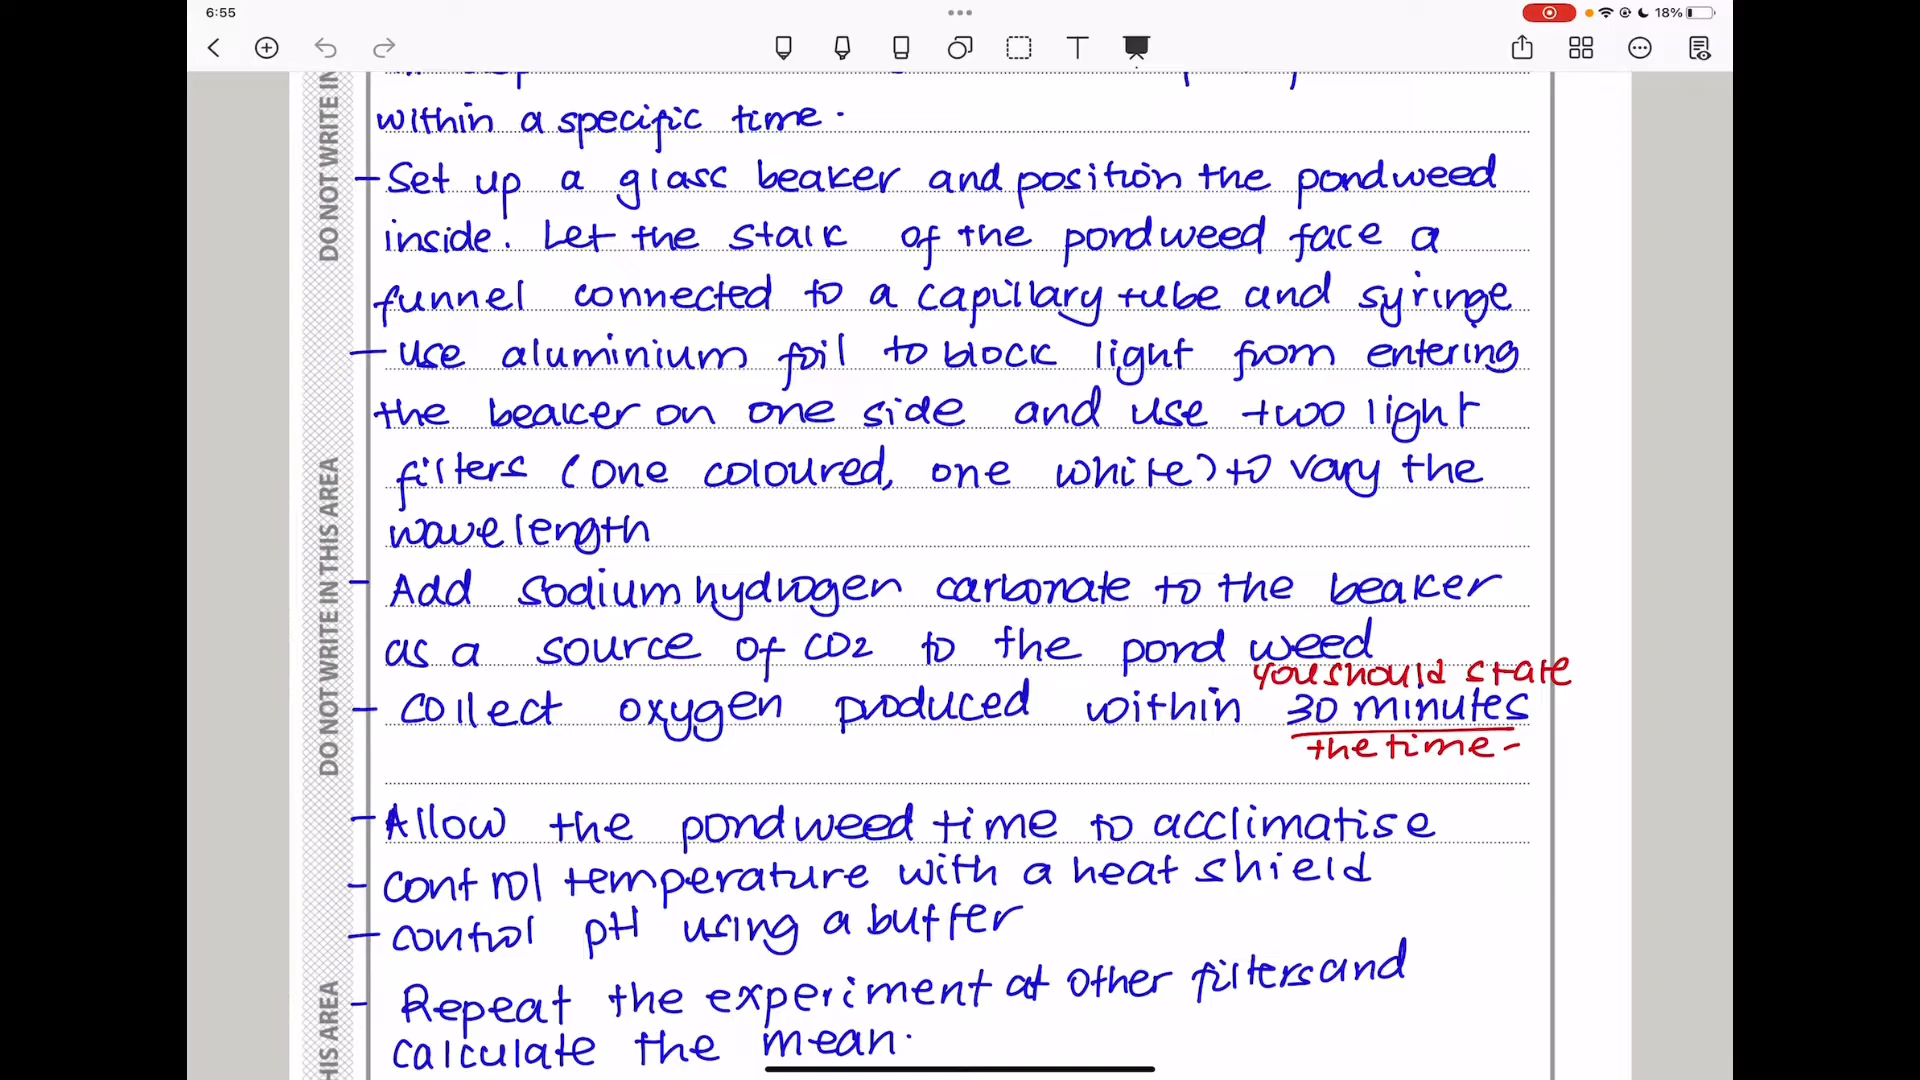 6:55
18%
within a specific time.
- Set up a glass beaker and position the pondweed
inside. Let the stalk of the pondweed face a
funnel connected to a capillary tube and syringe
- use aluminium foil to block light from entering
the beaker on one side and use two light
filters (one coloured, one white) to vary the
wavelength
- Add sodium hydrogen carbonate to the beaker
as a source of CO2 to the pond weed
you should state
- collect oxygen produced within 30 minutes
the time -
- Allow the pondweed time to acclimatise
- control temperature with a heat shield
- control pH using a buffer
- Repeat the experiment at other filters and
calculate the mean.
DO NOT WRITE IN
DO NOT WRITE IN THIS AREA
HIS AREA